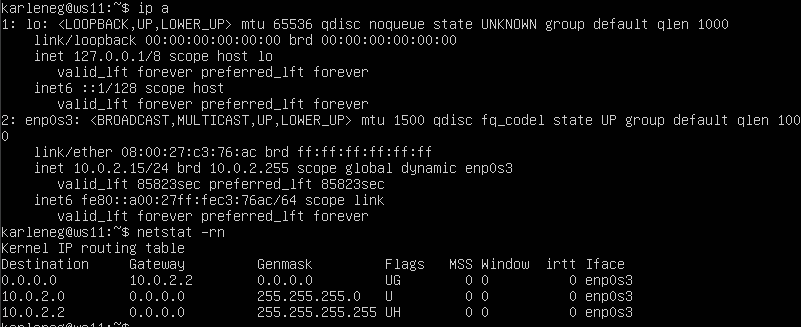 karleneg@ws11:~$ ip a
1: lo: <LOOPBACK,UP,LOWER_UP> mtu 65536 qdisc noqueue state UNKNOWN group default qlen 1000
    link/loopback 00:00:00:00:00:00 brd 00:00:00:00:00:00
    inet 127.0.0.1/8 scope host lo
       valid_lft forever preferred_lft forever
    inet6 ::1/128 scope host
       valid_lft forever preferred_lft forever
2: enp0s3: <BROADCAST,MULTICAST,UP,LOWER_UP> mtu 1500 qdisc fq_codel state UP group default qlen 100
0
    link/ether 08:00:27:c3:76:ac brd ff:ff:ff:ff:ff:ff
    inet 10.0.2.15/24 brd 10.0.2.255 scope global dynamic enp0s3
       valid_lft 85823sec preferred_lft 85823sec
    inet6 fe80::a00:27ff:fec3:76ac/64 scope link
       valid_lft forever preferred_lft forever
karleneg@ws11:~$ netstat -rn
Kernel IP routing table
Destination     Gateway         Genmask         Flags   MSS Window  irtt Iface
0.0.0.0         10.0.2.2        0.0.0.0         UG        0 0          0 enp0s3
10.0.2.0        0.0.0.0         255.255.255.0   U         0 0          0 enp0s3
10.0.2.2        0.0.0.0         255.255.255.255 UH        0 0          0 enp0s3
karleneg@ws11:~$